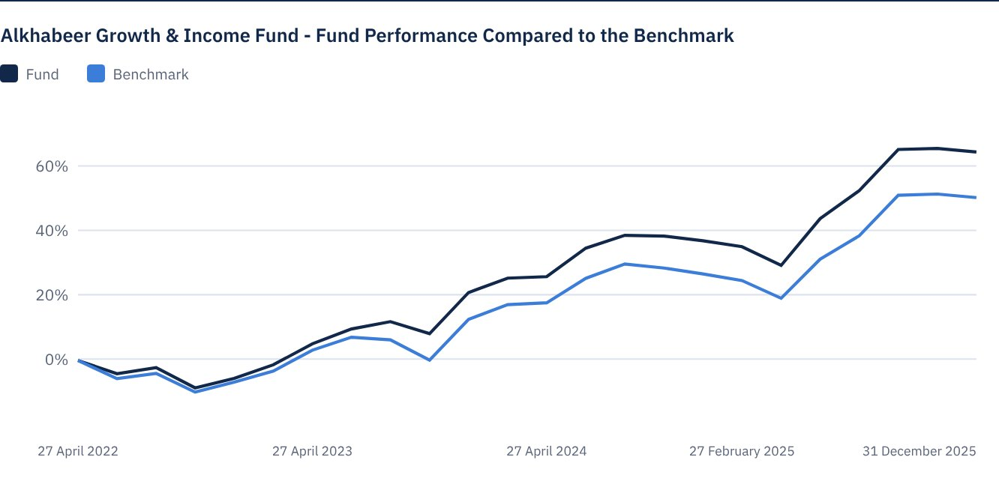 Alkhabeer Growth & Income Fund - Fund Performance Compared to the Benchmark
Fund Benchmark
60%
40%
20%
0%
27 April 2022 27 April 2023 27 April 2024 27 February 2025 31 December 2025